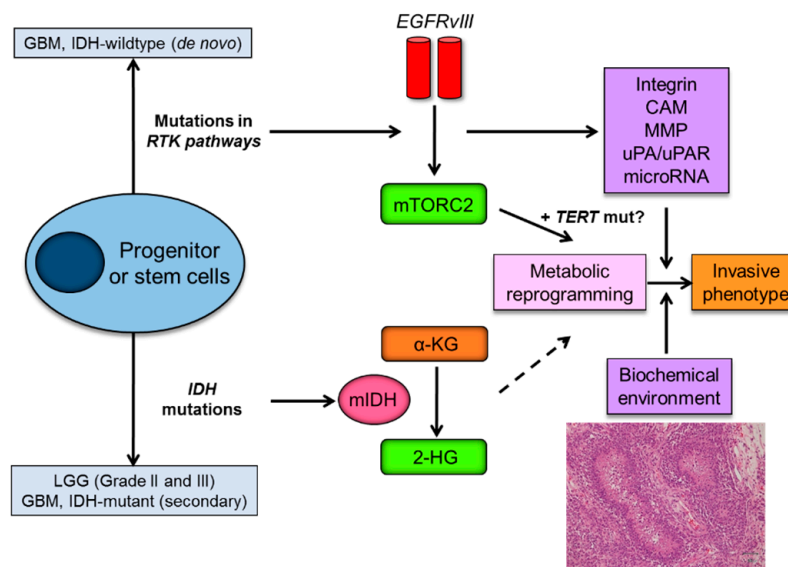 EGFRvIII
GBM, IDH-wildtype (de novo)
Mutations in
RTK pathways
Integrin
CAM
MMP
uPA/uPAR
microRNA
mTORC2
+ TERT mut?
Progenitor
or stem cells
Metabolic
reprogramming
Invasive
phenotype
α-KG
IDH
mutations
mIDH
Biochemical
environment
2-HG
LGG (Grade II and III)
GBM, IDH-mutant (secondary)